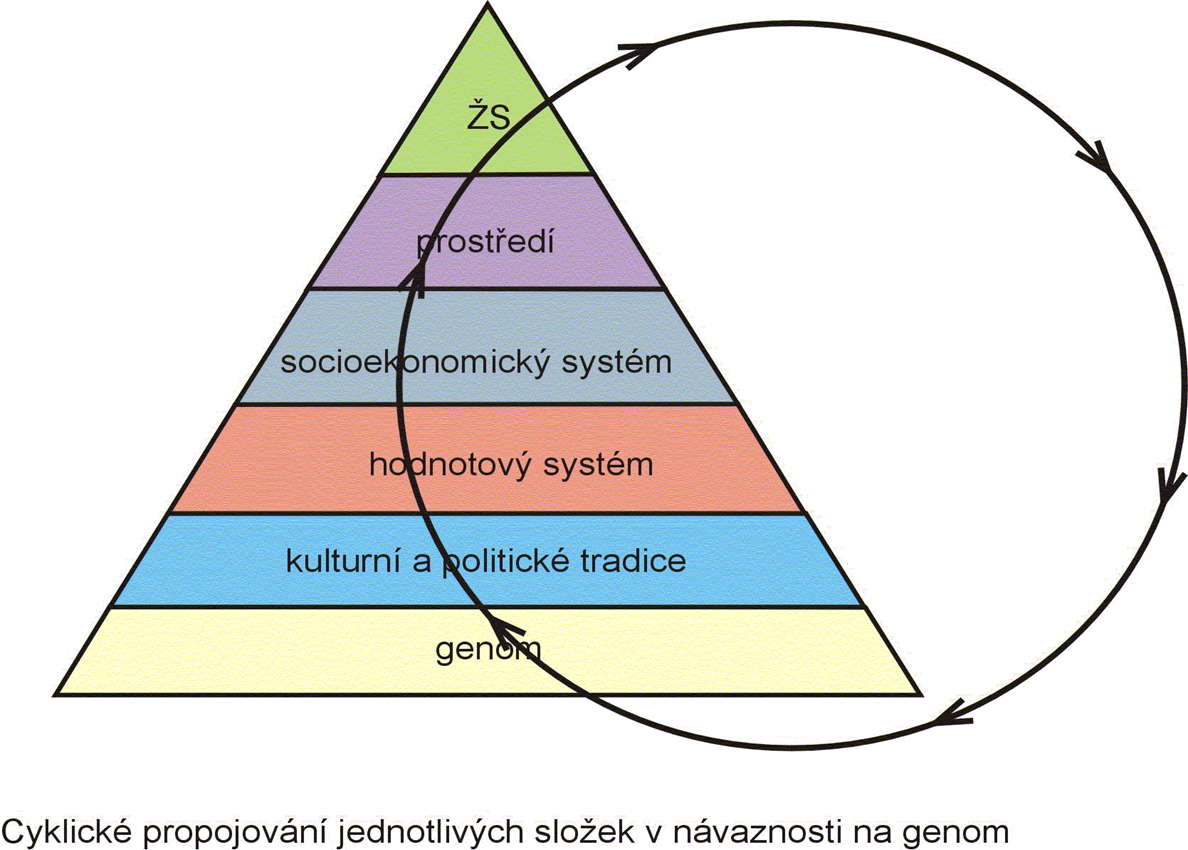 ŽS
prostředí
socioekonomický systém
hodnotový systém
kulturní a politické tradice
genom
Cyklické propojování jednotlivých složek v návaznosti na genom